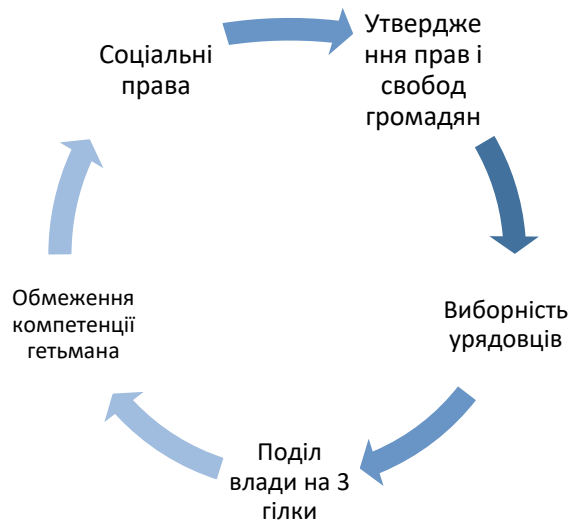 Соціальні
права
Утвердже
ння прав і
свобод
громадян
Виборність
урядовців
Поділ
влади на 3
гілки
Обмеження
компетенції
гетьмана